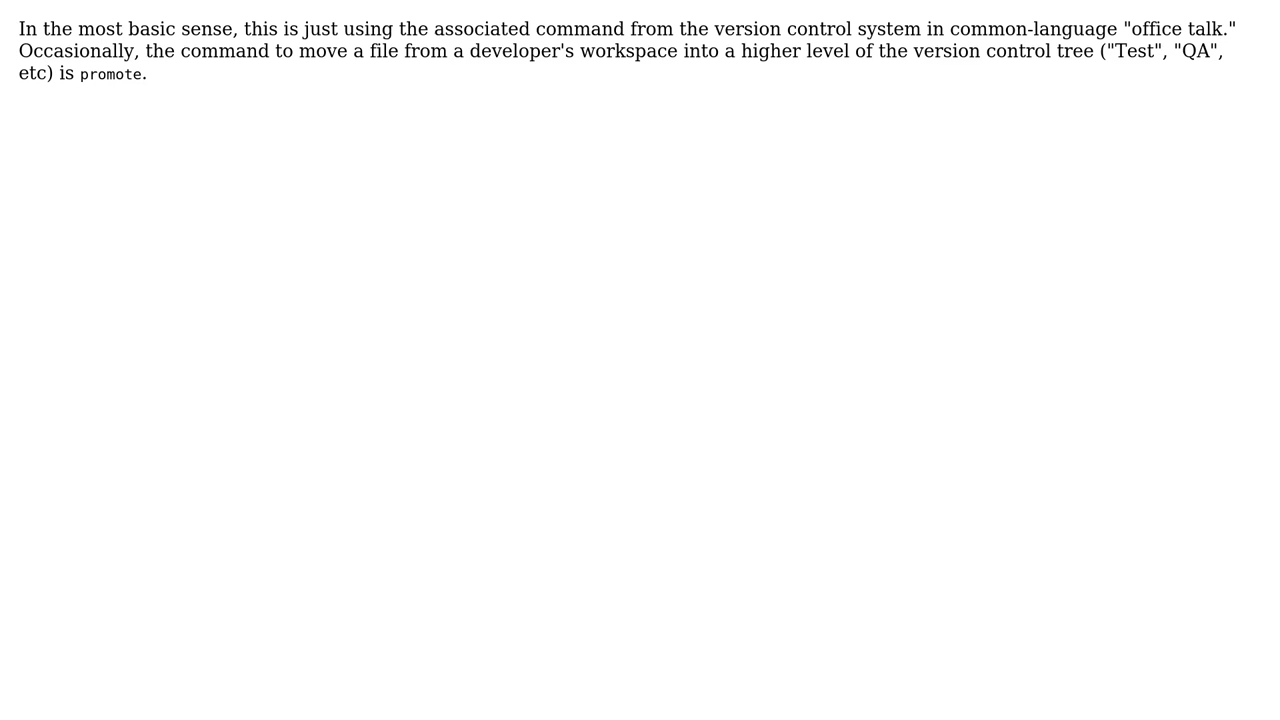 In the most basic sense, this is just using the associated command from the version control system in common-language "office talk."
Occasionally, the command to move a file from a developer's workspace into a higher level of the version control tree ("Test", "QA",
etc) is promote.